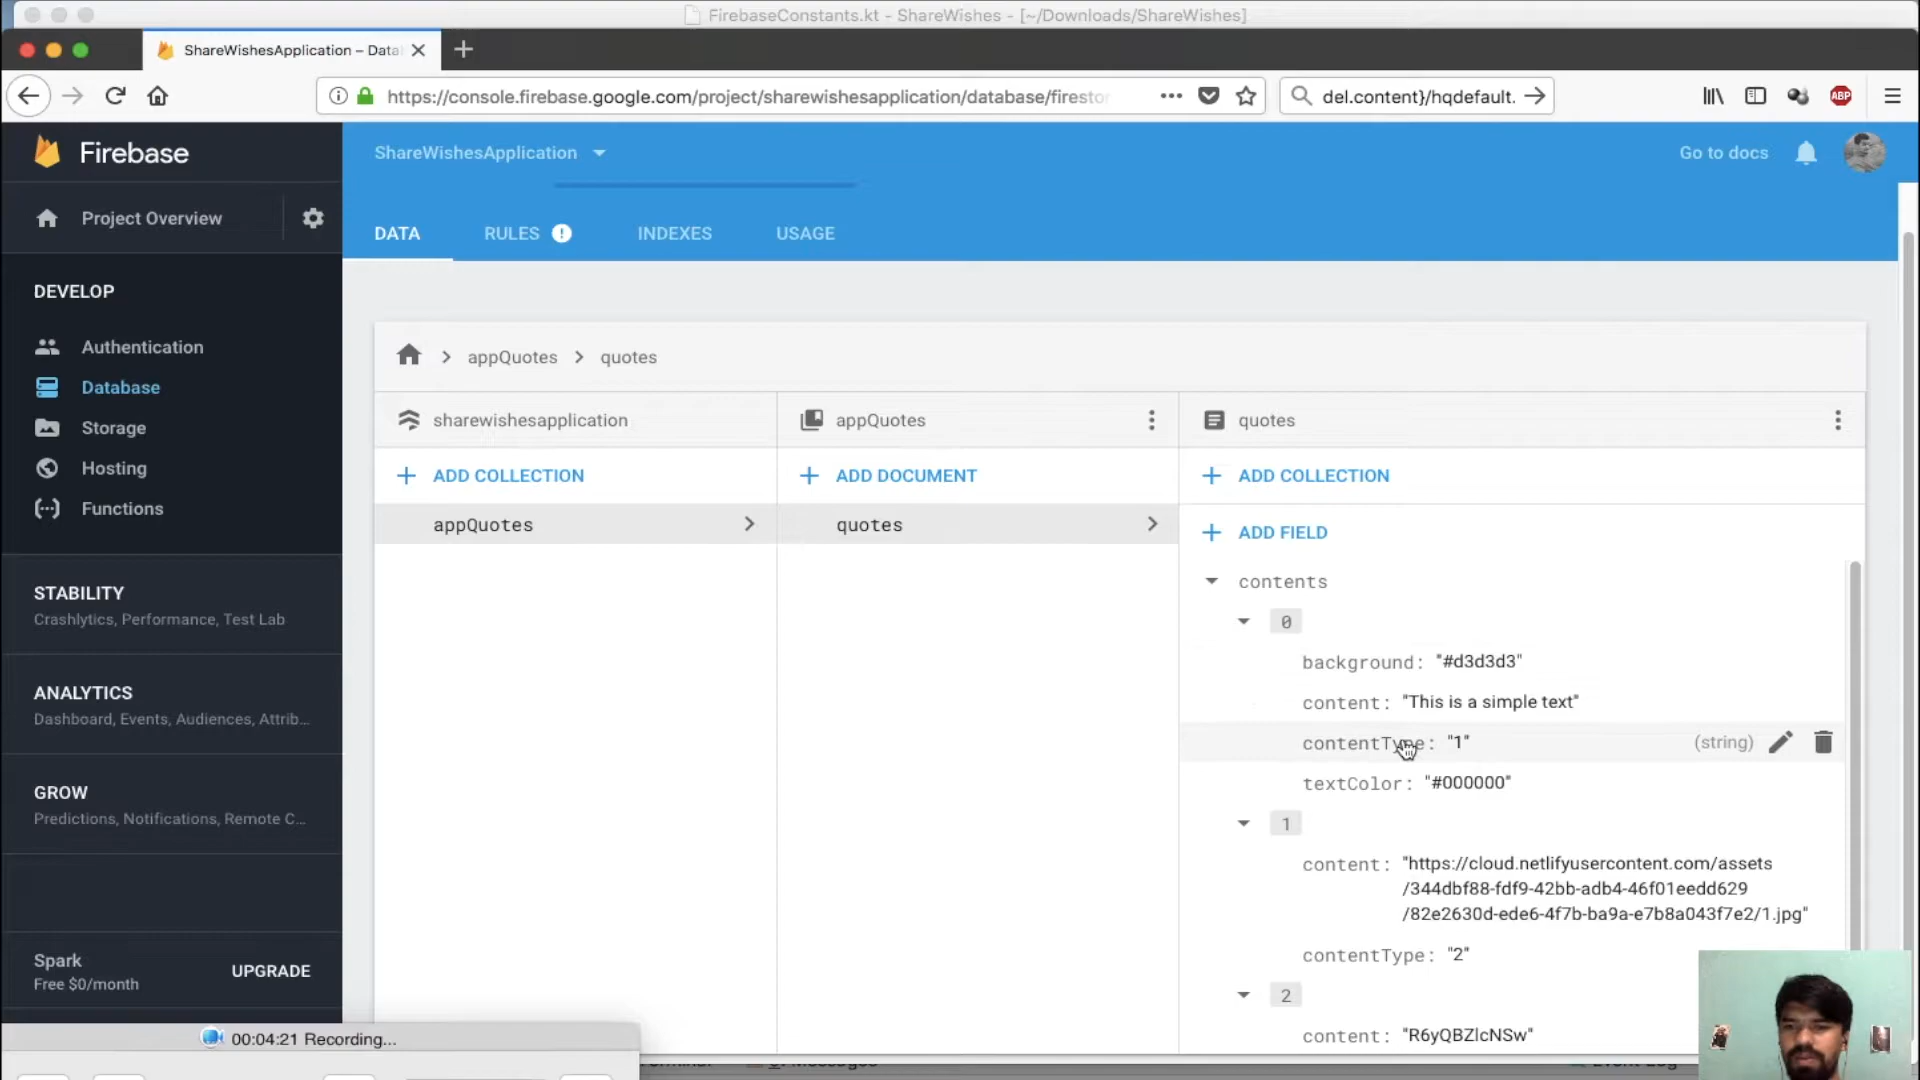 FirebaseConstants.kt - ShareWishes - [~/Downloads/ShareWishes]
ShareWishesApplication – Data
https://console.firebase.google.com/project/sharewishesapplication/database/firestor
del.content}/hqdefault.
ABP
Firebase
ShareWishesApplication
Go to docs
Project Overview
DATA
RULES
INDEXES
USAGE
DEVELOP
Authentication
Database
Storage
Hosting
Functions
STABILITY
Crashlytics, Performance, Test Lab
ANALYTICS
Dashboard, Events, Audiences, Attrib...
GROW
Predictions, Notifications, Remote C...
Spark
Free $0/month
UPGRADE
00:04:21 Recording...
appQuotes > quotes
sharewishesapplication
ADD COLLECTION
appQuotes
appQuotes
ADD DOCUMENT
quotes
quotes
ADD COLLECTION
ADD FIELD
contents
0
background: "#d3d3d3"
content: "This is a simple text"
contentType: "1" (string)
textColor: "#000000"
1
content: "https://cloud.netlifyusercontent.com/assets
/344dbf88-fdf9-42bb-adb4-46f01eedd629
/82e2630d-ede6-4f7b-ba9a-e7b8a043f7e2/1.jpg"
contentType: "2"
2
content: "R6yQBZlcNSw"